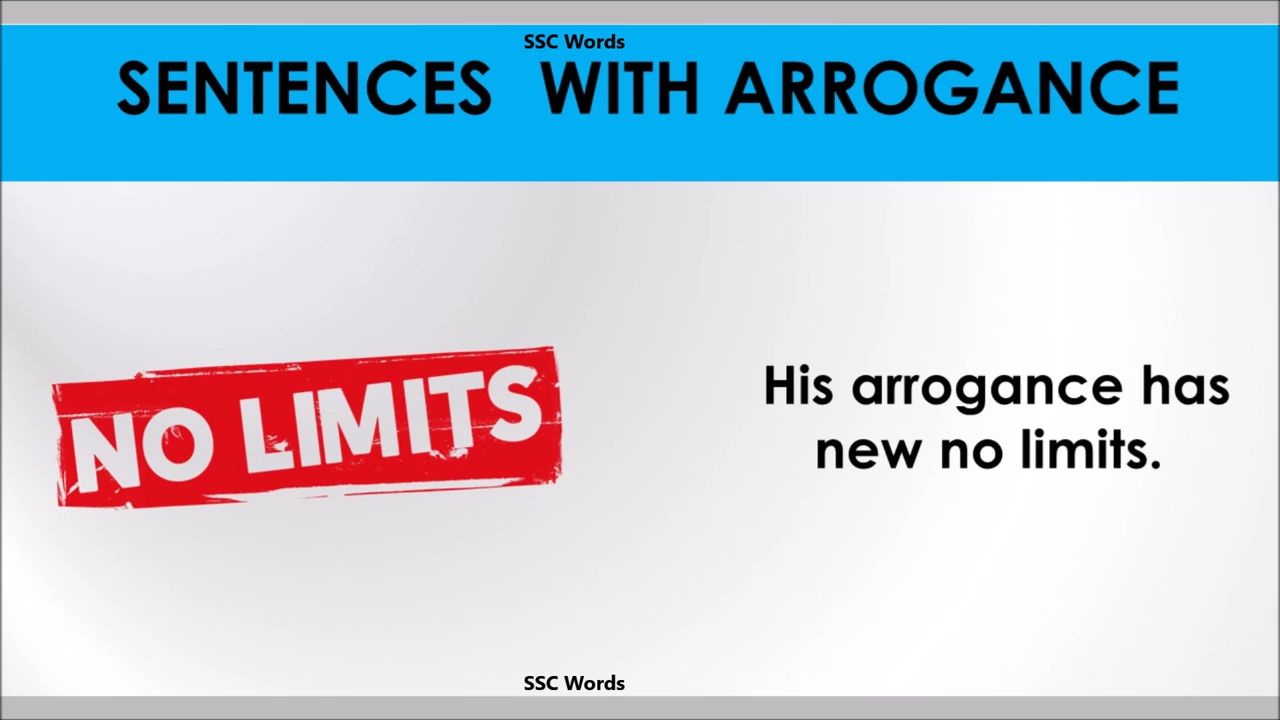 SSC Words
SENTENCES WITH ARROGANCE
NO LIMITS
His arrogance has
new no limits.
SSC Words